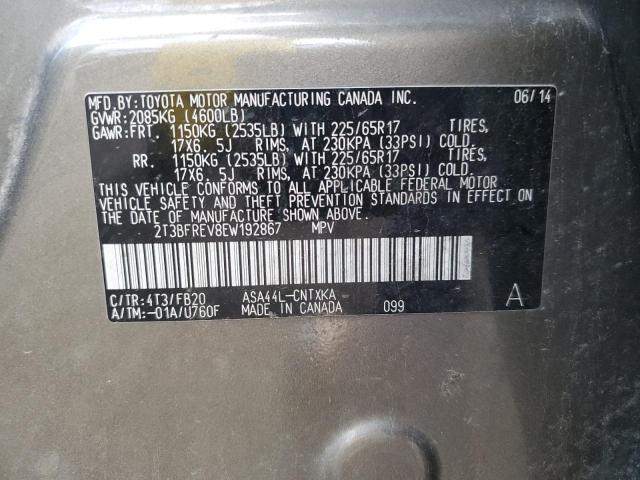 MFD.BY:TOYOTA MOTOR MANUFACTURING CANADA INC. 06/14
GVWR:2085KG (4600LB)
GAWR:FRT. 1150KG (2535LB) WITH 225/65R17 TIRES,
17X6. 5J RIMS, AT 230KPA (33PSI) COLD.
RR. 1150KG (2535LB) WITH 225/65R17 TIRES,
17X6. 5J RIMS, AT 230KPA (33PSI) COLD.
THIS VEHICLE CONFORMS TO ALL APPLICABLE FEDERAL MOTOR
VEHICLE SAFETY AND THEFT PREVENTION STANDARDS IN EFFECT ON
THE DATE OF MANUFACTURE SHOWN ABOVE.
2T3BFREV8EW192867 MPV
C/TR:4T3/FB20 ASA44L-CNTXKA
A/TM:-01A/U760F MADE IN CANADA 099 A